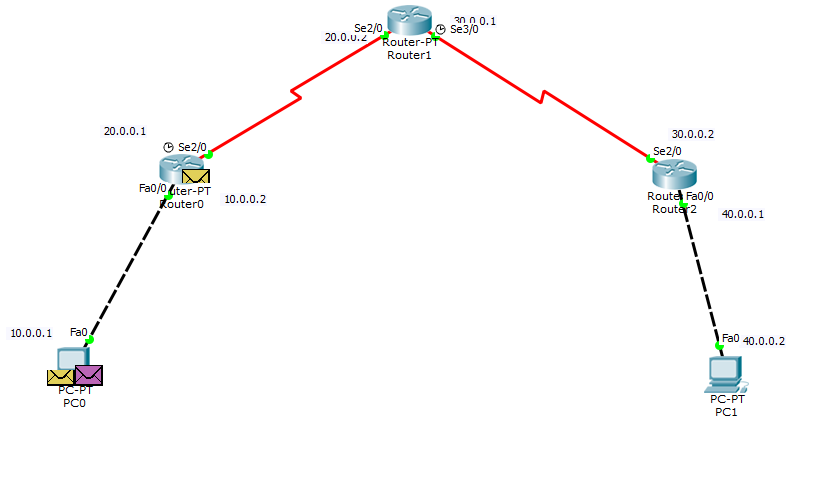 30.0.0.1
Se2/0
Se3/0
20.0.0.2
Router-PT
Router1
20.0.0.1
Se2/0
30.0.0.2
Se2/0
Fa0/0
uter-PT
Router0
10.0.0.2
Route
Fa0/0
Router2
40.0.0.1
10.0.0.1
Fa0
Fa0
40.0.0.2
PC-PT
PC0
PC-PT
PC1